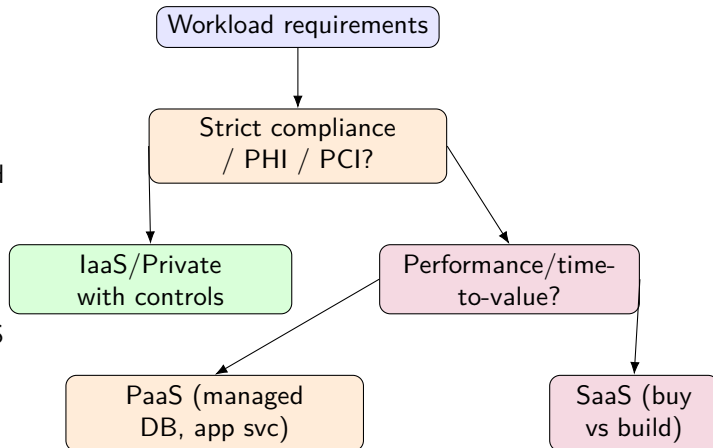 Workload requirements
Strict compliance
/ PHI / PCI?
IaaS/Private
with controls
Performance/time-
to-value?
PaaS (managed
DB, app svc)
SaaS (buy
vs build)